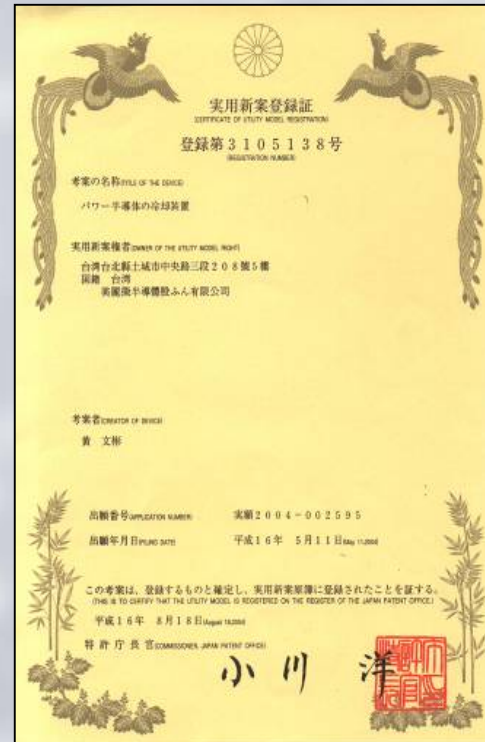 実用新案登録証
(CERTIFICATE OF UTILITY MODEL REGISTRATION)
登録第3105138号
(REGISTRATION NUMBER)
考案の名称(TITLE OF THE DEVICE)
パワー半導体の冷却装置
実用新案権者(OWNER OF THE UTILITY MODEL RIGHT)
台湾台北縣土城市中央路三段208號5樓
国籍 台湾
美麗微半導體股ふん有限公司
考案者(CREATOR OF DEVICE)
黄 文彬
出願番号(APPLICATION NUMBER) 実願2004-002595
出願年月日(FILING DATE) 平成16年 5月11日(May 11,2004)
この考案は、登録するものと確定し、実用新案原簿に登録されたことを証する。
(THIS IS TO CERTIFY THAT THE UTILITY MODEL IS REGISTERED ON THE REGISTER OF THE JAPAN PATENT OFFICE.)
平成16年 8月18日(August 18,2004)
特許庁長官(COMMISSIONER, JAPAN PATENT OFFICE)
小川 洋